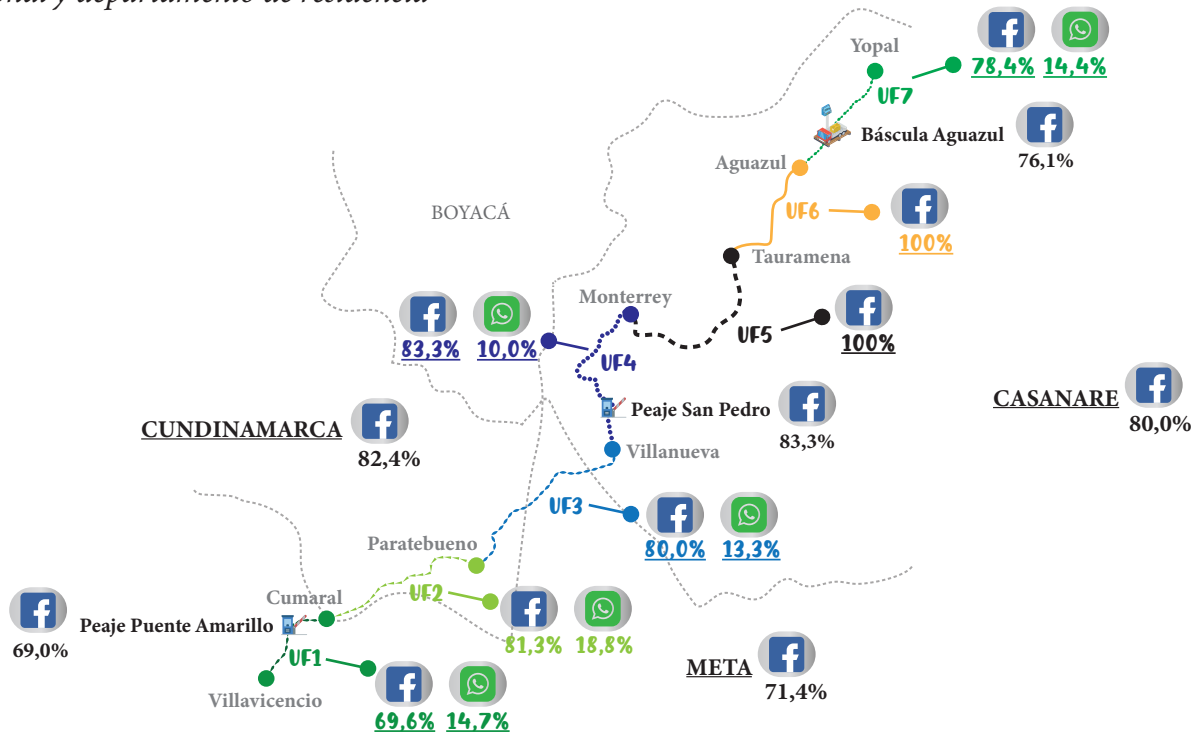 Yopal
78,4% 14,4%
UF7
Báscula Aguazul
76,1%
Aguazul
BOYACÁ
UF6
100%
Tauramena
Monterrey
UF5
100%
83,3% 10,0%
UF4
Peaje San Pedro
83,3%
CASANARE
80,0%
CUNDINAMARCA
82,4%
Villanueva
UF3
80,0% 13,3%
Paratebueno
UF2
81,3% 18,8%
Cumaral
Peaje Puente Amarillo
69,0%
UF1
META
71,4%
Villavicencio
69,6% 14,7%